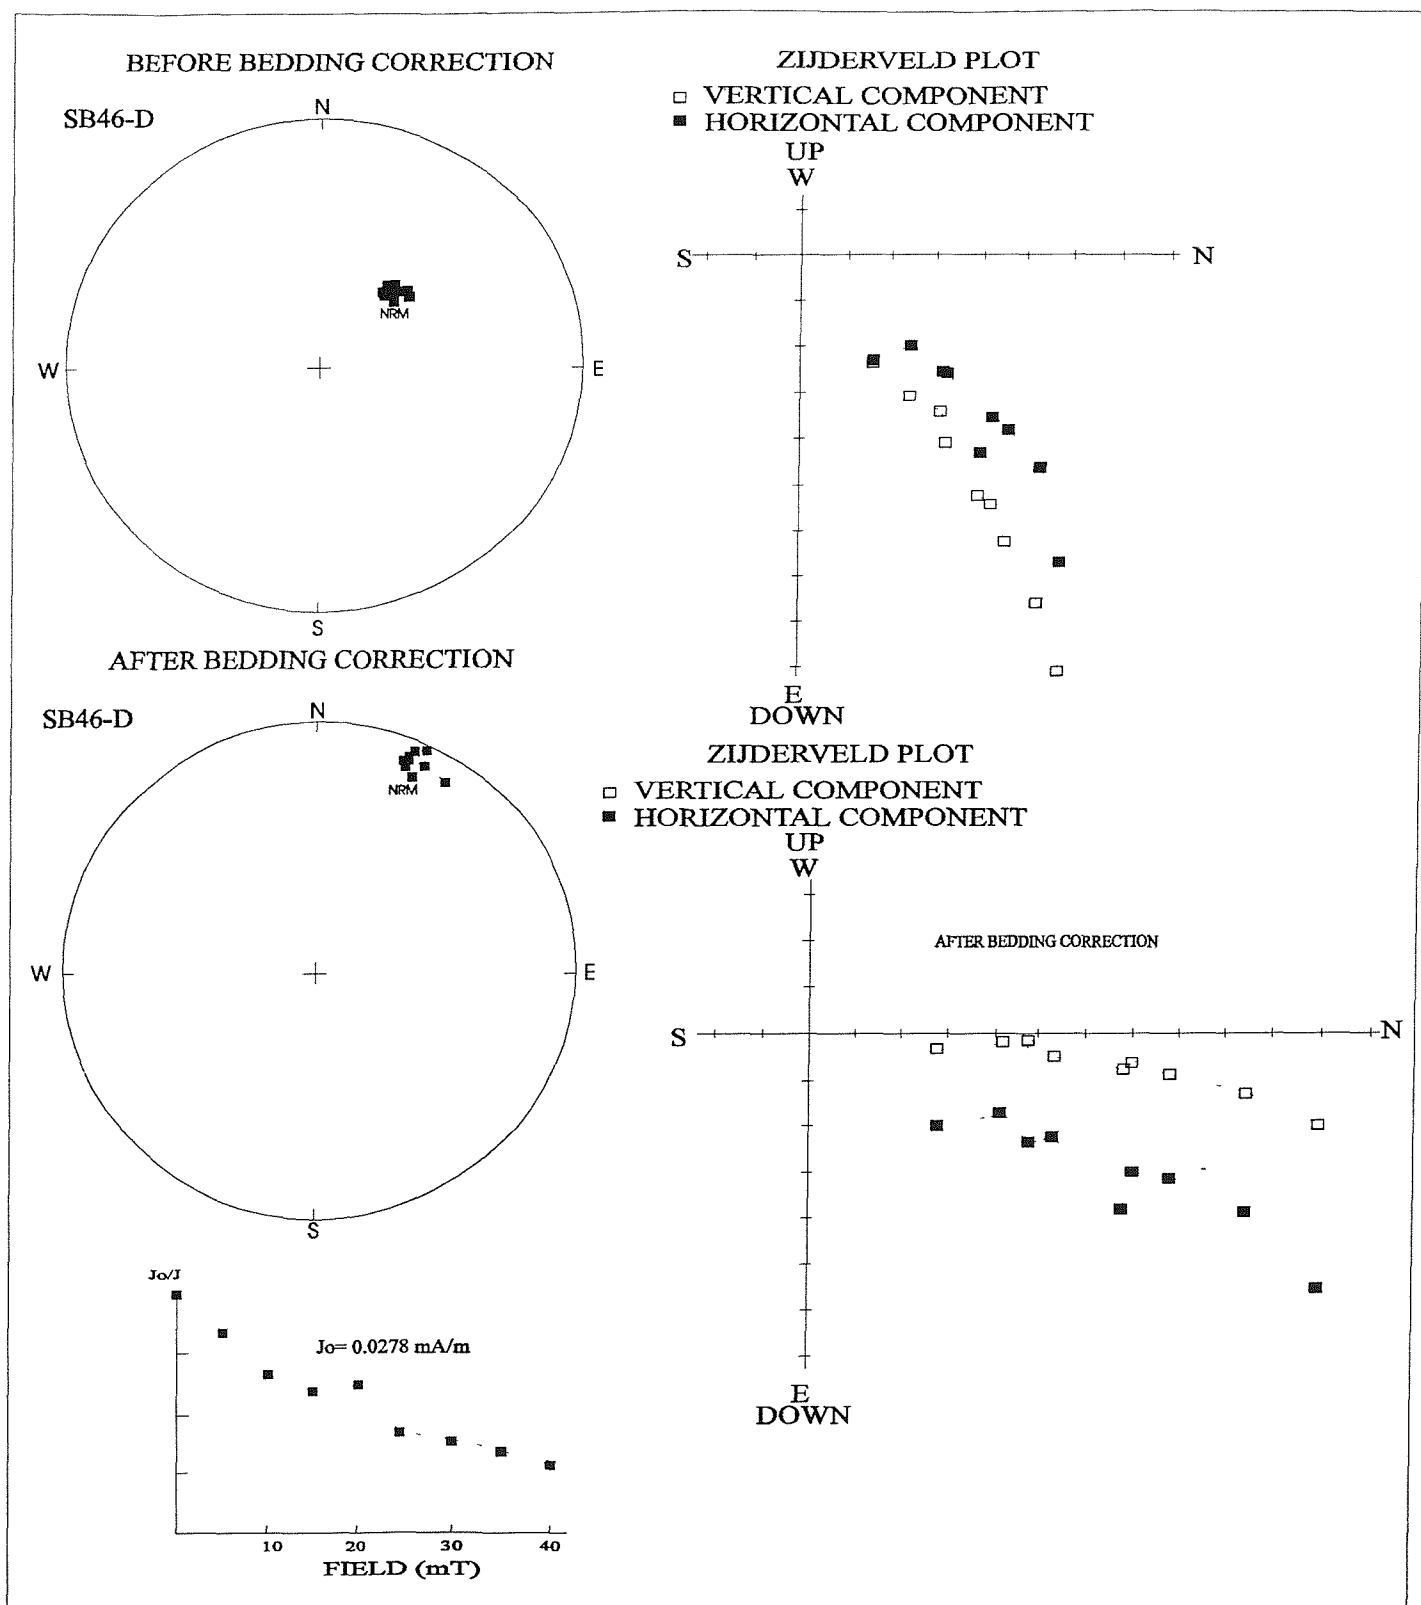 BEFORE BEDDING CORRECTION
SB46-D
N
NRM
W
E
S
ZIJDERVELD PLOT
VERTICAL COMPONENT
HORIZONTAL COMPONENT
UP
W
S
N
E
DOWN
AFTER BEDDING CORRECTION
SB46-D
N
NRM
W
E
S
ZIJDERVELD PLOT
VERTICAL COMPONENT
HORIZONTAL COMPONENT
UP
W
AFTER BEDDING CORRECTION
S
N
E
DOWN
Jo/J
Jo= 0.0278 mA/m
10 20 30 40
FIELD (mT)